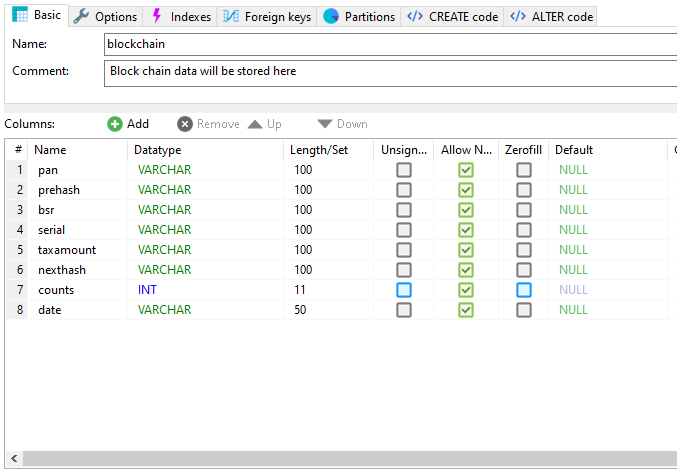 Basic Options Indexes Foreign keys Partitions CREATE code ALTER code
Name: blockchain
Comment: Block chain data will be stored here
Columns: Add Remove Up Down
# Name Datatype Length/Set Unsign... Allow N... Zerofill Default
1 pan VARCHAR 100 NULL
2 prehash VARCHAR 100 NULL
3 bsr VARCHAR 100 NULL
4 serial VARCHAR 100 NULL
5 taxamount VARCHAR 100 NULL
6 nexthash VARCHAR 100 NULL
7 counts INT 11 NULL
8 date VARCHAR 50 NULL